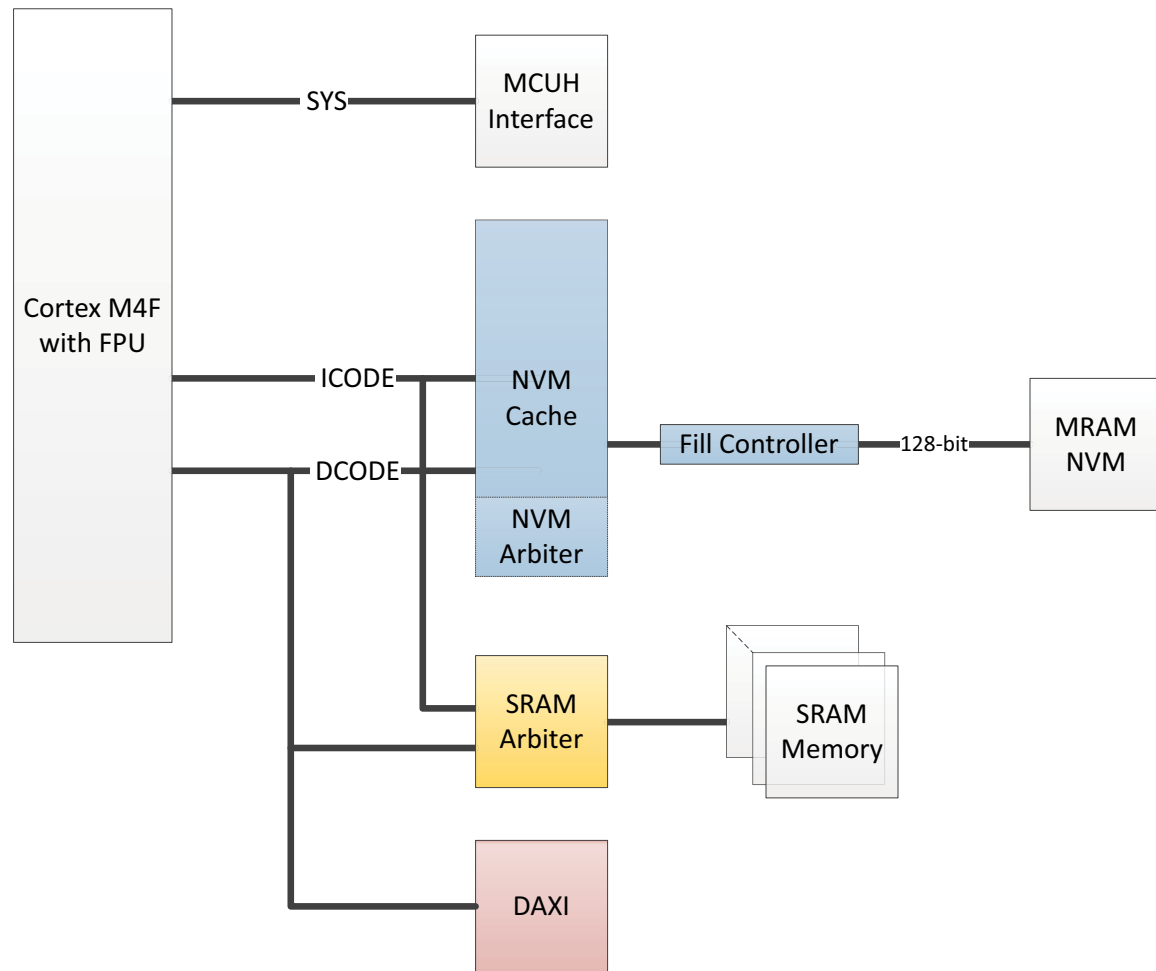 MCUH
Interface
SYS
Cortex M4F
with FPU
ICODE
NVM
Cache
DCODE
Fill Controller
128-bit
MRAM
NVM
NVM
Arbiter
SRAM
Arbiter
SRAM
Memory
DAXI